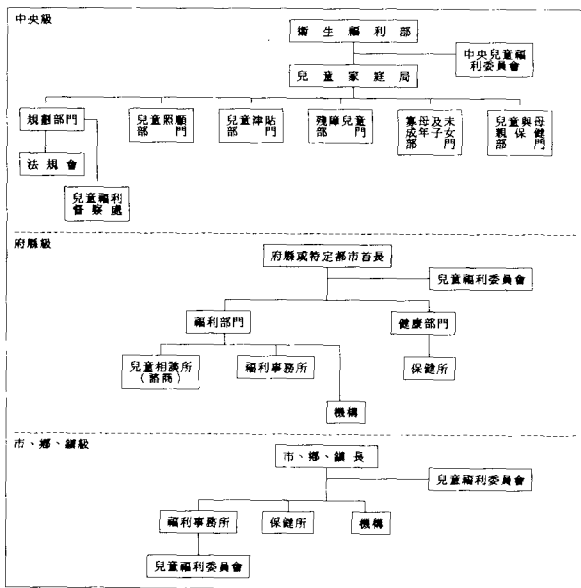 中央級
衛生福利部
中央兒童福
利委員會
兒童家庭局
規劃部門
兒童照顧
部門
兒童津貼
部門
殘障兒童
部門
寡母及未
成年子女
部門
兒童與母
親保健
部門
法規會
兒童福利
督察處
府縣級
府縣或特定都市首長
兒童福利委員會
福利部門
健康部門
兒童相談所
(諮商)
福利事務所
保健所
機構
市、鄉、鎮級
市、鄉、鎮長
兒童福利委員會
福利事務所
保健所
機構
兒童福利委員會